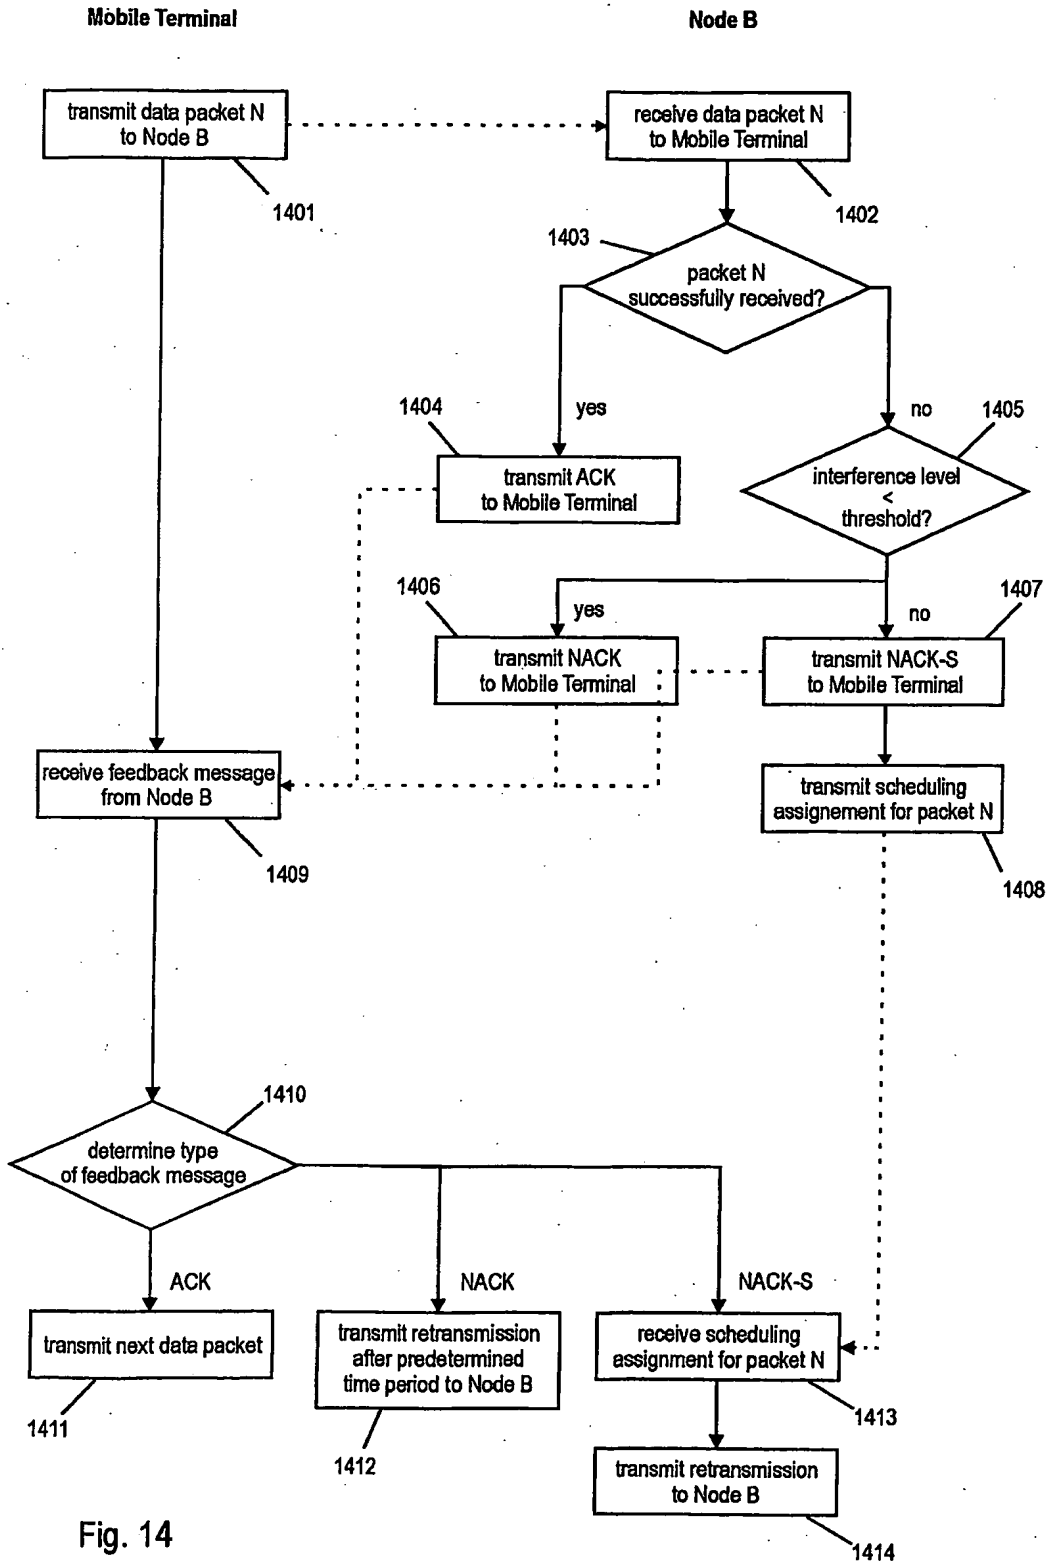 Mobile Terminal
Node B
transmit data packet N
to Node B
1401
receive data packet N
to Mobile Terminal
1402
1403
packet N
successfully received?
yes
no
1404
transmit ACK
to Mobile Terminal
1405
interference level
<
threshold?
1406
yes
no
1407
transmit NACK
to Mobile Terminal
transmit NACK-S
to Mobile Terminal
receive feedback message
from Node B
1409
transmit scheduling
assignement for packet N
1408
1410
determine type
of feedback message
ACK
NACK
NACK-S
transmit next data packet
1411
transmit retransmission
after predetermined
time period to Node B
1412
receive scheduling
assignment for packet N
1413
transmit retransmission
to Node B
1414
Fig. 14